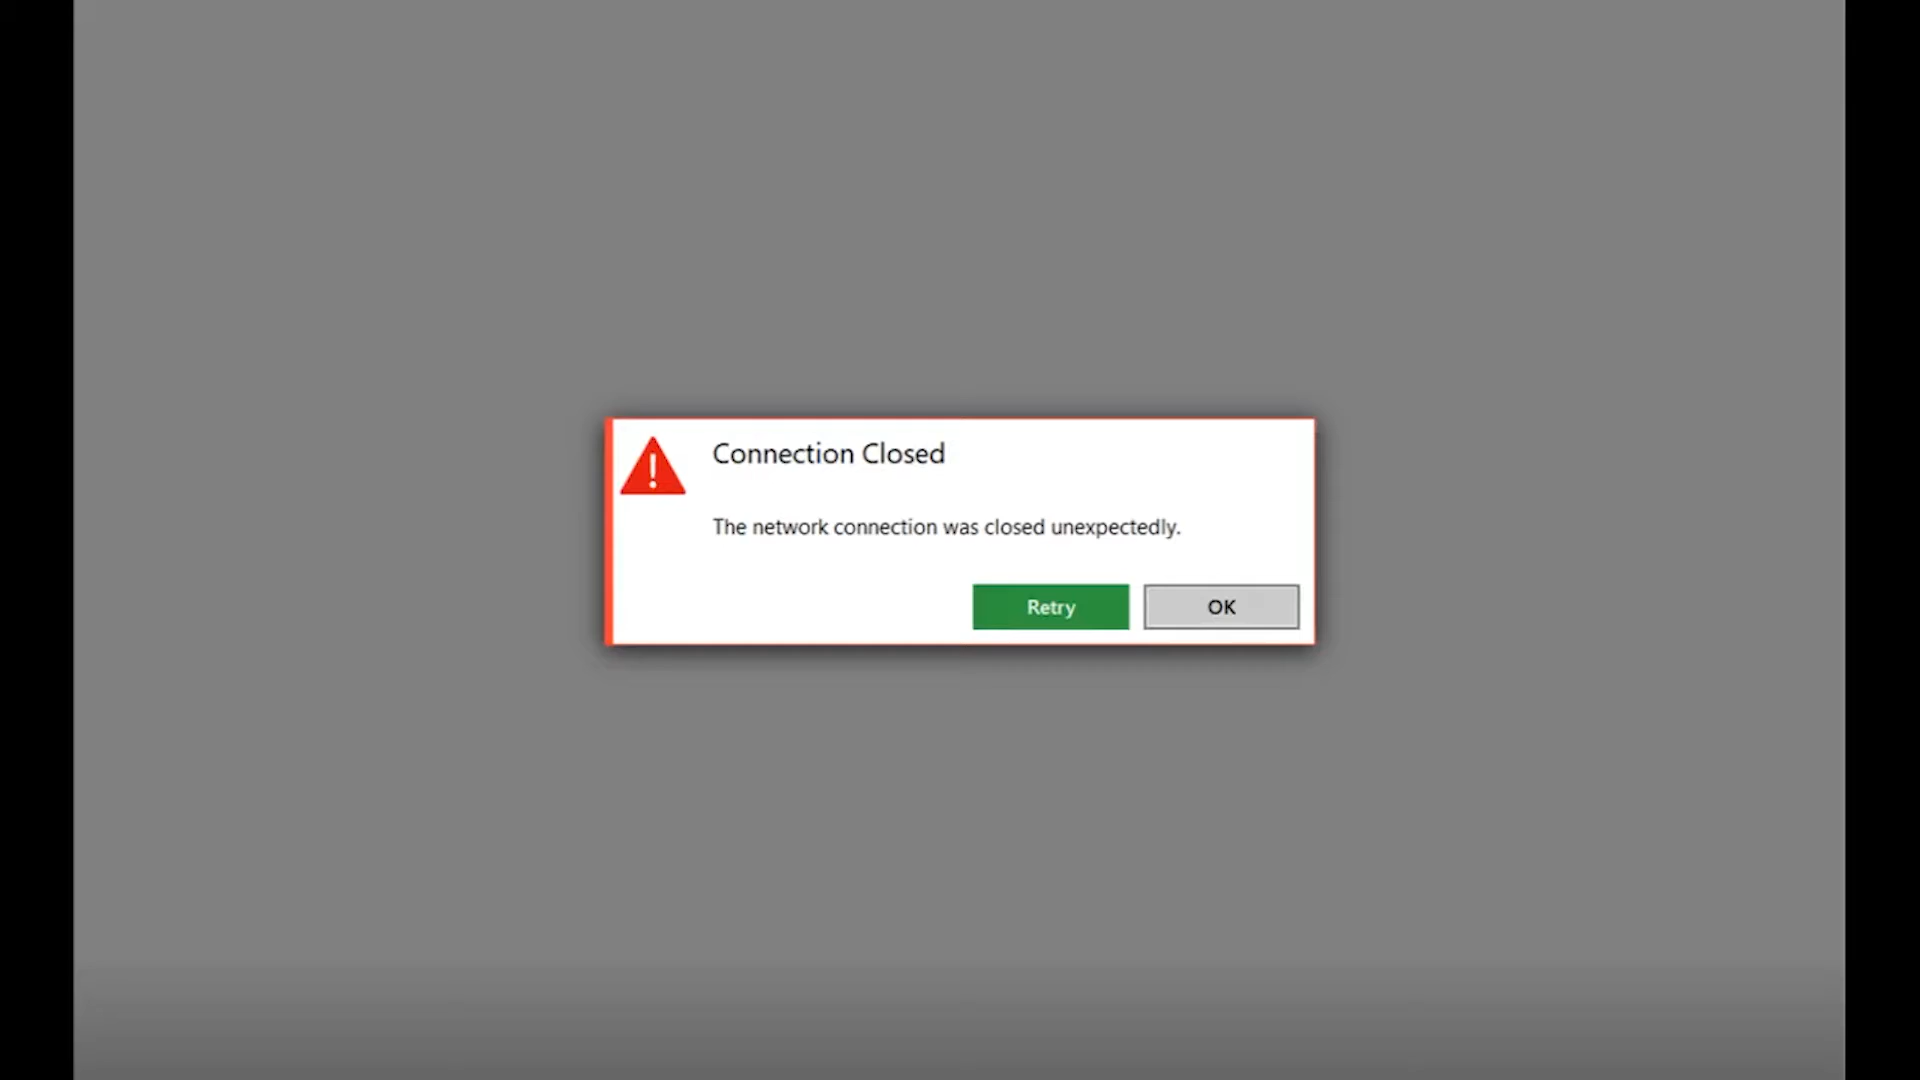 Connection Closed
The network connection was closed unexpectedly.
Retry
OK